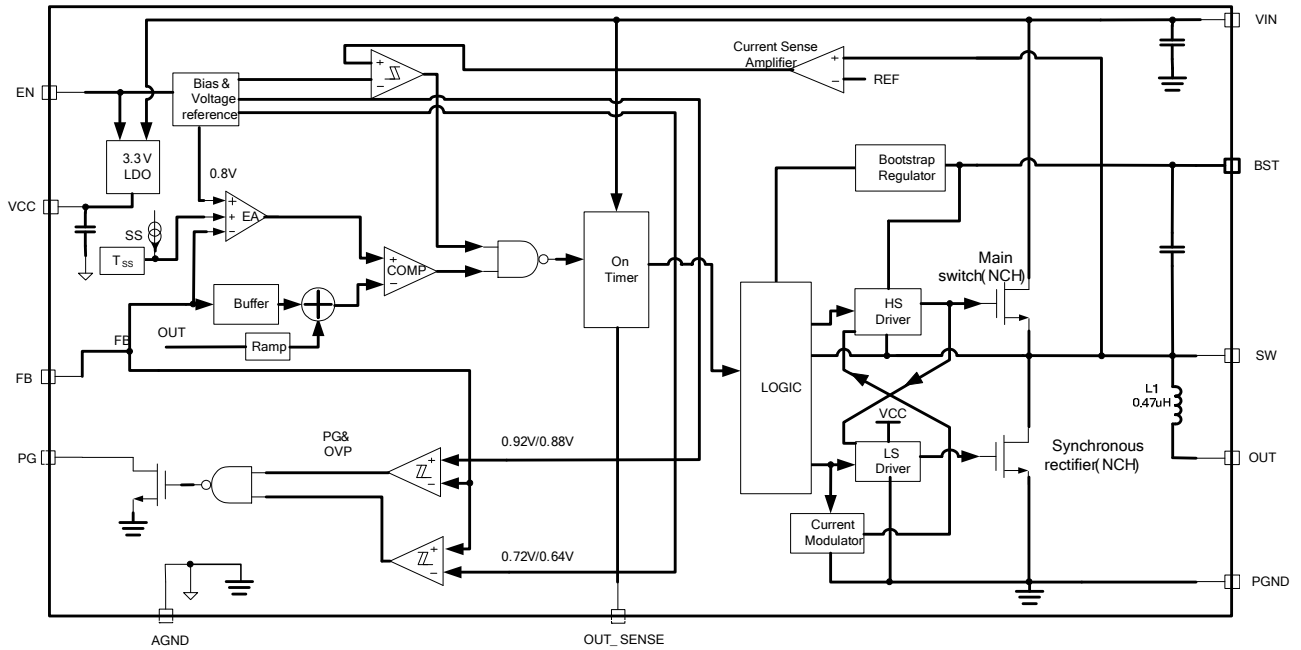 VIN
Current Sense
Amplifier
+
−
REF
+
−
EN
Bias &
Voltage
reference
3.3 V
LDO
0.8V
VCC
SS
TSS
+
+
−
EA
Bootstrap
Regulator
BST
On
Timer
+
−
COMP
Main
switch(NCH)
HS
Driver
Buffer
OUT
Ramp
FB
FB
SW
LOGIC
L1
0.47uH
VCC
PG&
OVP
0.92V/0.88V
+
−
LS
Driver
Synchronous
rectifier(NCH)
OUT
PG
Current
Modulator
+
−
0.72V/0.64V
PGND
AGND
OUT_SENSE